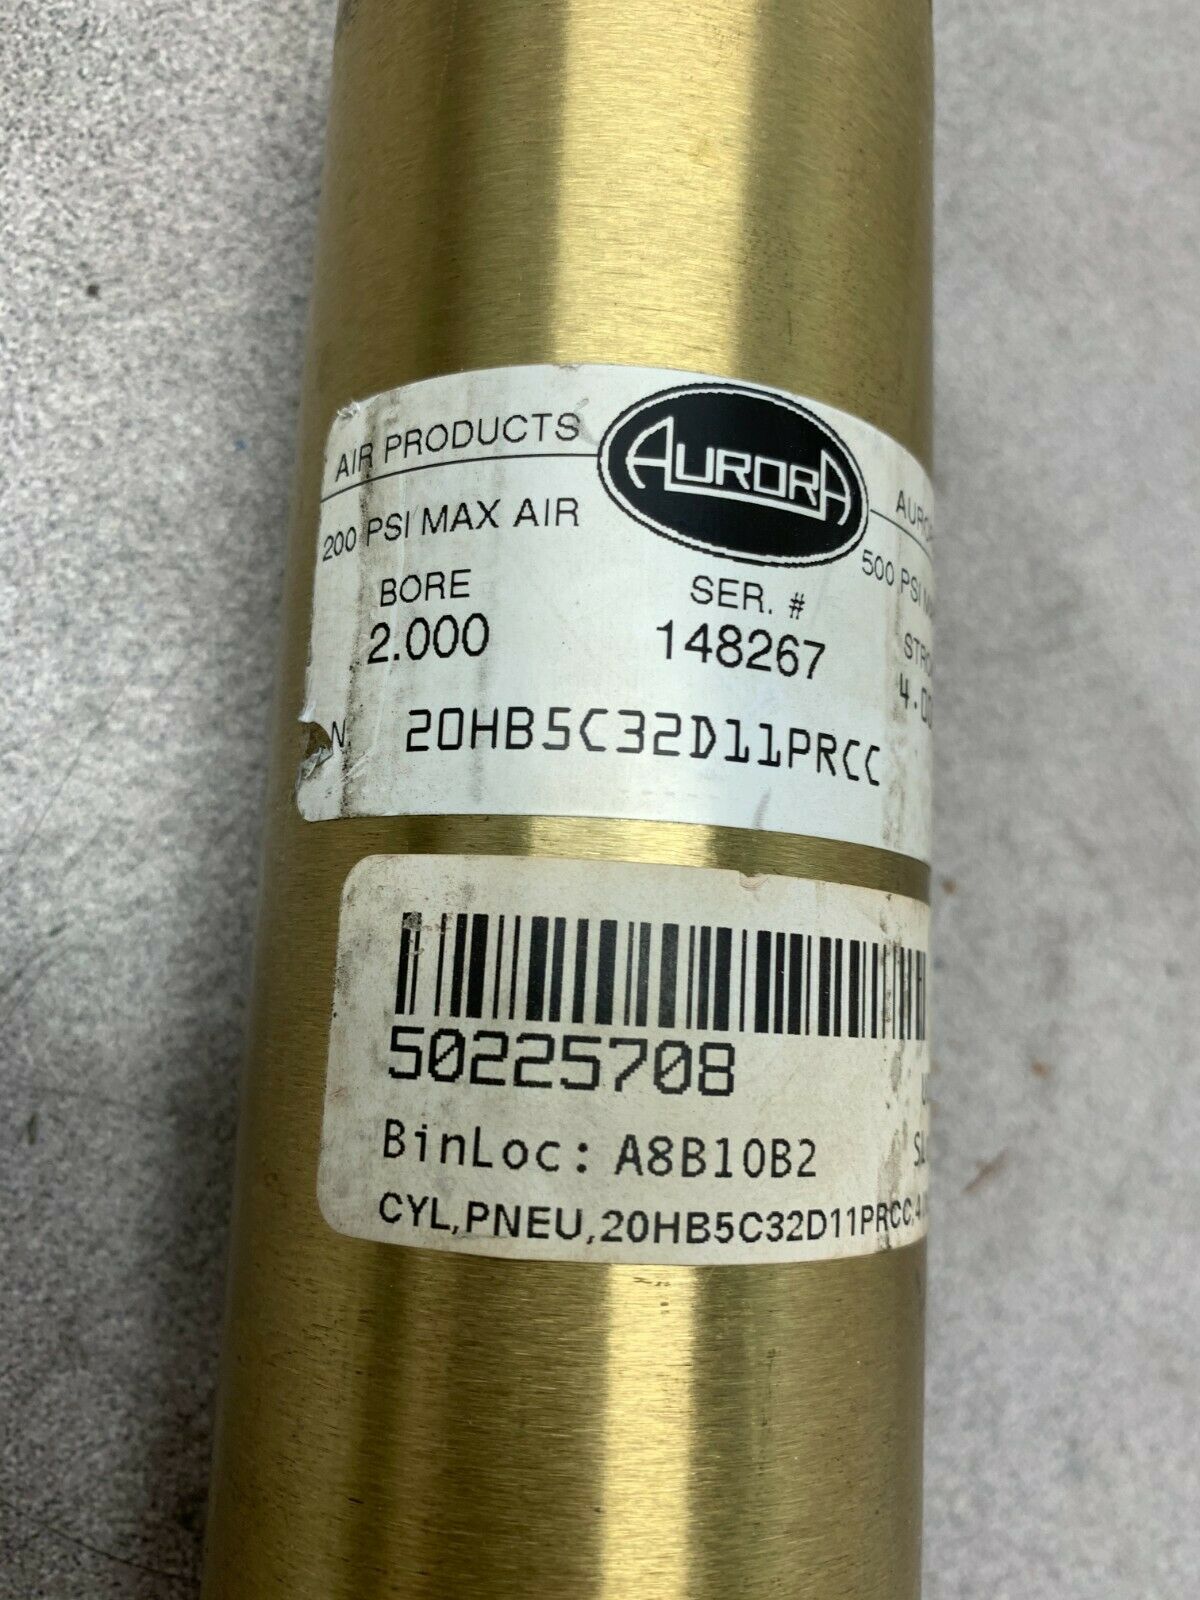 AIR PRODUCTS
AURORA
200 PSI MAX AIR
500 PSI
BORE
SER. #
2.000
148267
20HB5C32D11PRCC
50225708
BinLoc: A8B10B2
CYL,PNEU,20HB5C32D11PRCC,4